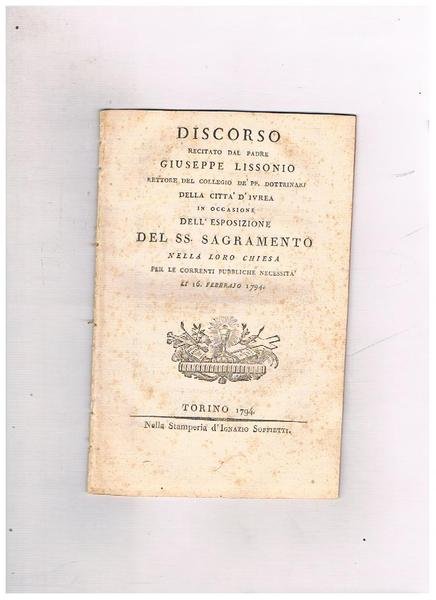 DISCORSO
RECITATO DAL PADRE
GIUSEPPE LISSONIO
RETTORE DEL COLLEGIO DE' PP. DOTTRINARJ
DELLA CITTA' D'IVREA
IN OCCASIONE
DELL' ESPOSIZIONE
DEL SS. SAGRAMENTO
NELLA LORO CHIESA
PER LE CORRENTI PUBBLICHE NECESSITA'
LI 16. FEBBRAJO 1794.
TORINO 1794
Nella Stamperia d'IGNAZIO SOFFIETTI.